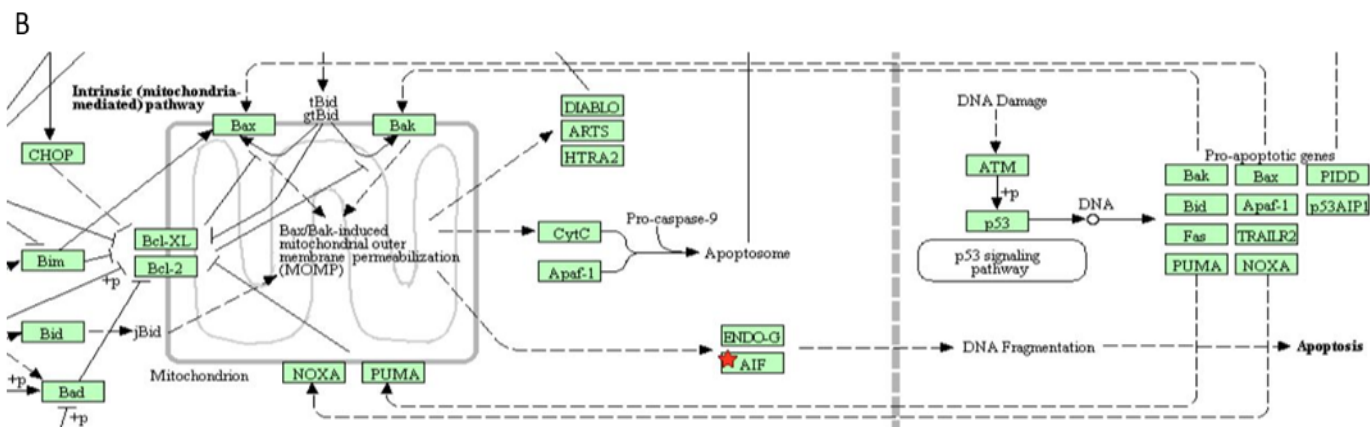 B
Intrinsic (mitochondria-
mediated) pathway
tBid
gtBid
Bax
Bak
CHOP
DIABLO
ARTS
HTRA2
DNA Damage
ATM
+p
p53
DNA
p53 signaling
pathway
Pro-apoptotic genes
Bak
Bax
PIDD
Bid
Apaf-1
p53AIP1
Fas
TRAILR2
PUMA
NOXA
Bcl-XL
Bcl-2
Bim
+p
Bax/Bak-induced
mitochondrial outer
membrane permeabilization
(MOMP)
CytC
Pro-caspase-9
Apaf-1
Apoptosome
Bid
jBid
ENDO-G
AIF
DNA Fragmentation
Apoptosis
Mitochondrion
NOXA
PUMA
+p
Bad
+p